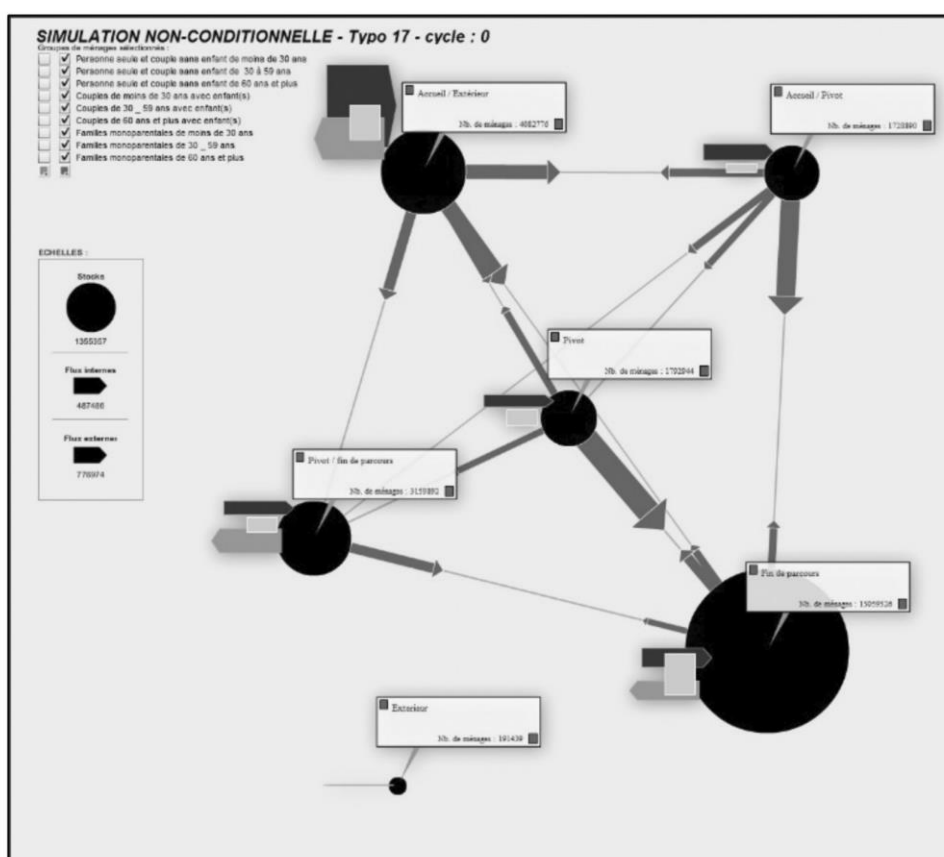 SIMULATION NON-CONDITIONNELLE - Typo 17 - cycle : 0
Groupes de ménages sélectionnés :
Personne seule et couple sans enfant de moins de 30 ans
Personne seule et couple sans enfant de 30 à 59 ans
Personne seule et couple sans enfant de 60 ans et plus
Couples de moins de 30 ans avec enfant(s)
Couples de 30 _ 59 ans avec enfant(s)
Couples de 60 ans et plus avec enfant(s)
Familles monoparentales de moins de 30 ans
Familles monoparentales de 30 _ 59 ans
Familles monoparentales de 60 ans et plus
Accueil / Extérieur
Nb. de ménages : 4082776
Accueil / Pivot
Nb. de ménages : 1728890
ECHELLES :
Stocks
1355357
Flux internes
487486
Flux externes
778974
Pivot
Nb. de ménages : 1792944
Pivot / fin de parcours
Nb. de ménages : 3159892
Fin de parcours
Nb. de ménages : 15059528
Exterieur
Nb. de ménages : 191439